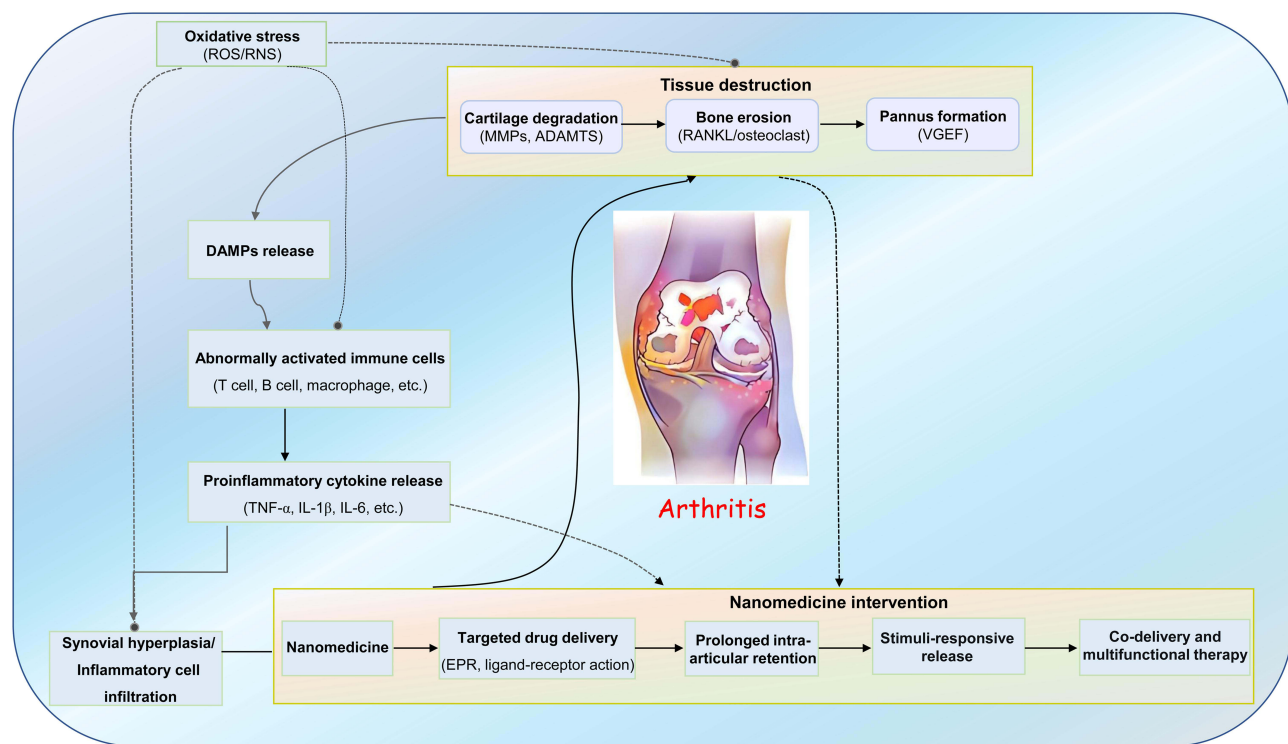 Oxidative stress
(ROS/RNS)
Tissue destruction
Cartilage degradation
(MMPs, ADAMTS)
Bone erosion
(RANKL/osteoclast)
Pannus formation
(VGEF)
DAMPs release
Abnormally activated immune cells
(T cell, B cell, macrophage, etc.)
Proinflammatory cytokine release
(TNF-α, IL-1β, IL-6, etc.)
Arthritis
Synovial hyperplasia/
Inflammatory cell
infiltration
Nanomedicine intervention
Nanomedicine
Targeted drug delivery
(EPR, ligand-receptor action)
Prolonged intra-
articular retention
Stimuli-responsive
release
Co-delivery and
multifunctional therapy